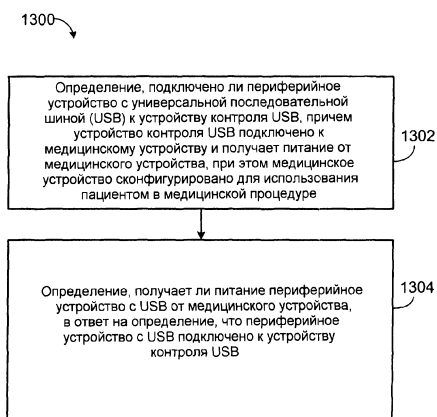 1300
Определение, подключено ли периферийное
устройство с универсальной последовательной
шиной (USB) к устройству контроля USB, причем
устройство контроля USB подключено к
медицинскому устройству и получает питание от
медицинского устройства, при этом медицинское
устройство сконфигурировано для использования
пациентом в медицинской процедуре
1302
Определение, получает ли питание периферийное
устройство с USB от медицинского устройства,
в ответ на определение, что периферийное
устройство с USB подключено к устройству
контроля USB
1304